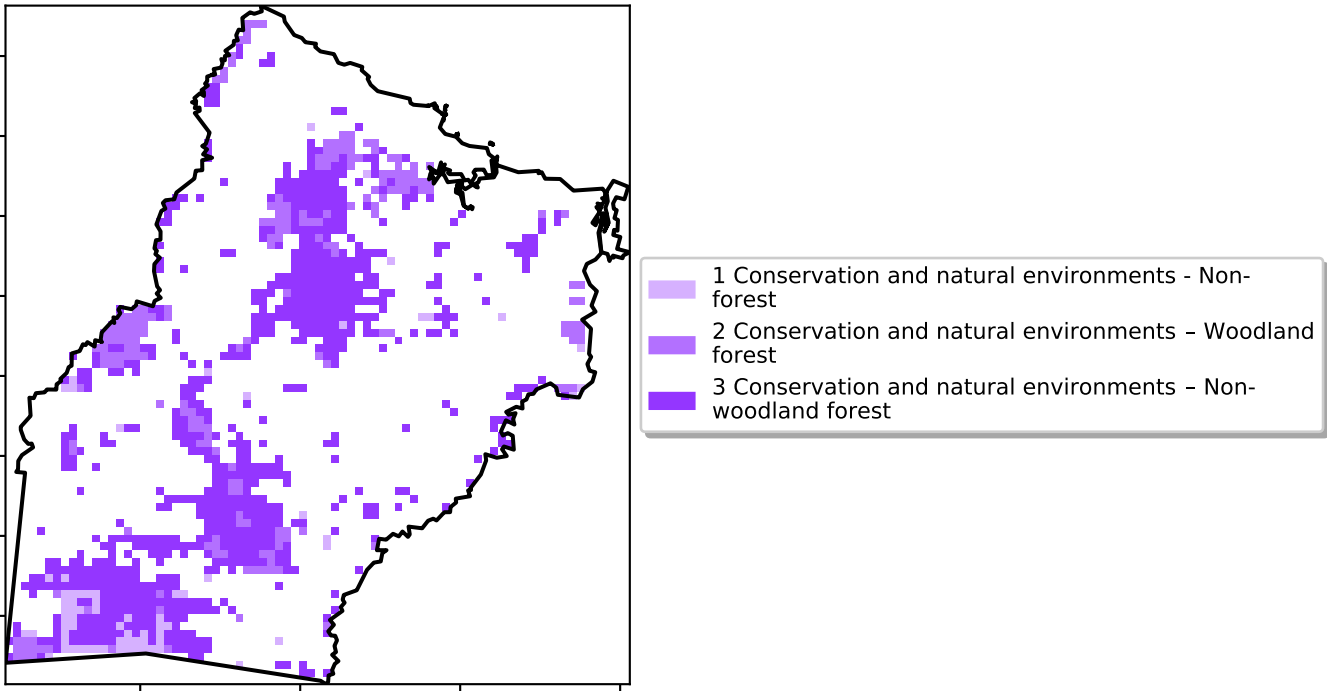 1 Conservation and natural environments - Non-
forest
2 Conservation and natural environments – Woodland
forest
3 Conservation and natural environments – Non-
woodland forest